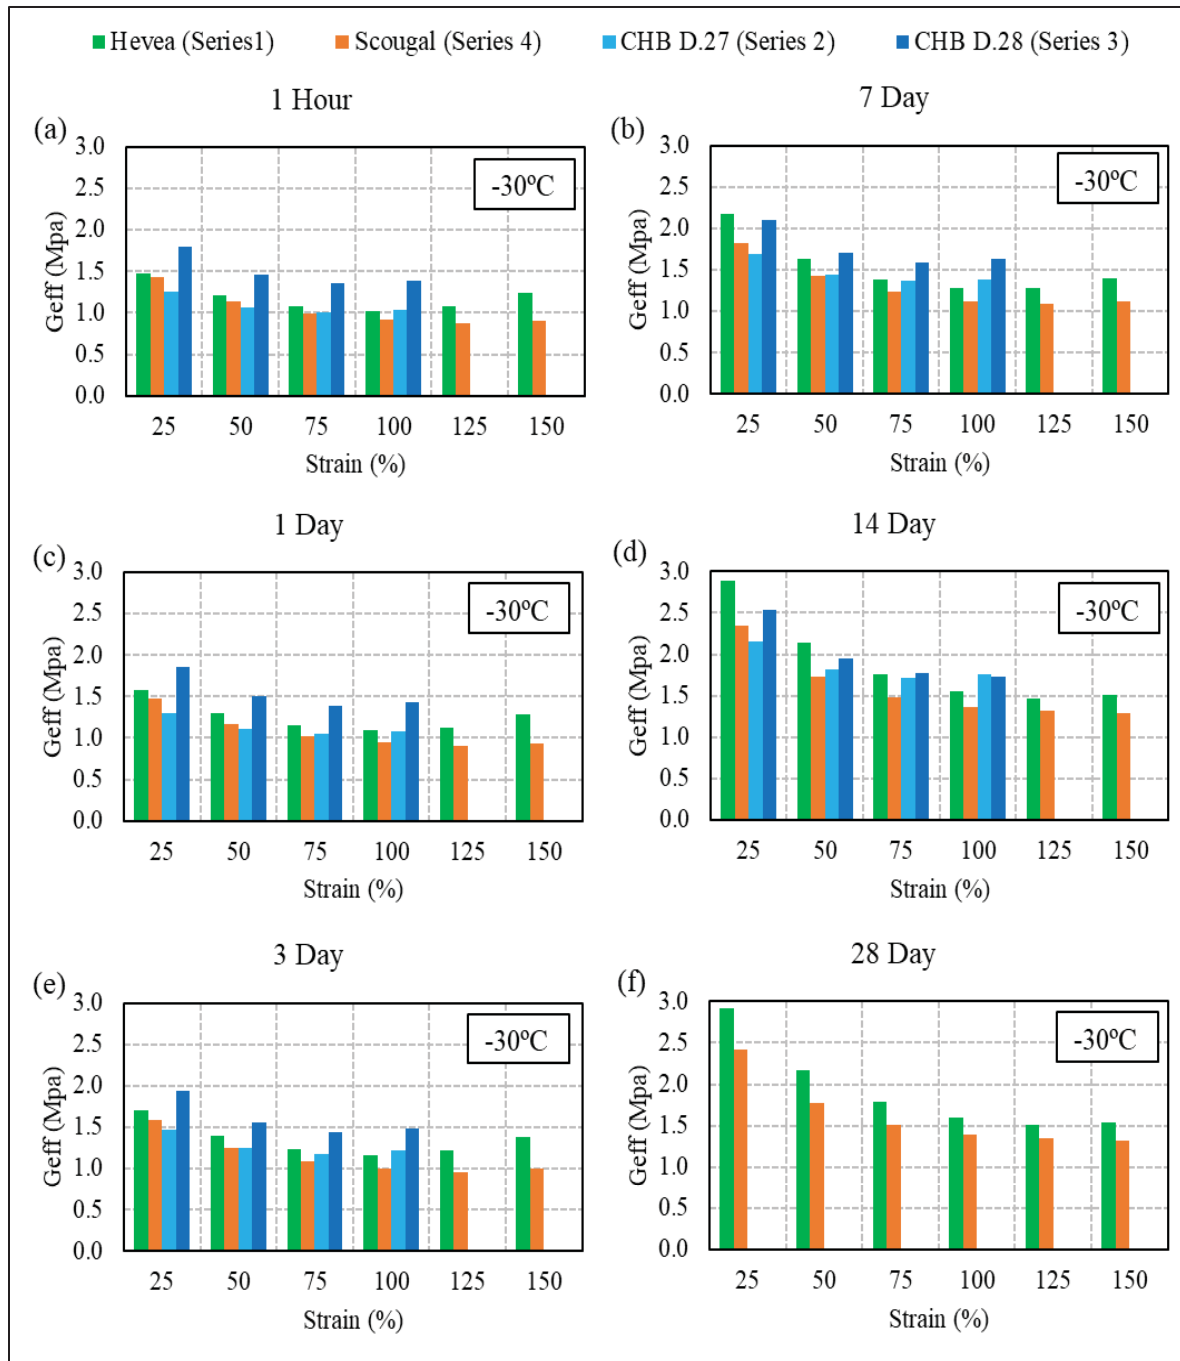 Hevea (Series1) Scougal (Series 4) CHB D.27 (Series 2) CHB D.28 (Series 3)
1 Hour
(a)
-30ºC
Geff (Mpa)
3.0
2.5
2.0
1.5
1.0
0.5
0.0
25 50 75 100 125 150
Strain (%)
7 Day
(b)
-30ºC
Geff (Mpa)
3.0
2.5
2.0
1.5
1.0
0.5
0.0
25 50 75 100 125 150
Strain (%)
1 Day
(c)
-30ºC
Geff (Mpa)
3.0
2.5
2.0
1.5
1.0
0.5
0.0
25 50 75 100 125 150
Strain (%)
14 Day
(d)
-30ºC
Geff (Mpa)
3.0
2.5
2.0
1.5
1.0
0.5
0.0
25 50 75 100 125 150
Strain (%)
3 Day
(e)
-30ºC
Geff (Mpa)
3.0
2.5
2.0
1.5
1.0
0.5
0.0
25 50 75 100 125 150
Strain (%)
28 Day
(f)
-30ºC
Geff (Mpa)
3.0
2.5
2.0
1.5
1.0
0.5
0.0
25 50 75 100 125 150
Strain (%)